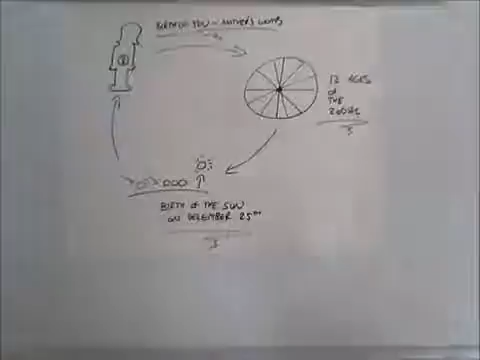 BIRTH OF YOU - MOTHER'S WOMB
12 AGES
OF
THE
ZODIAC
BIRTH OF THE SUN
ON DECEMBER 25TH